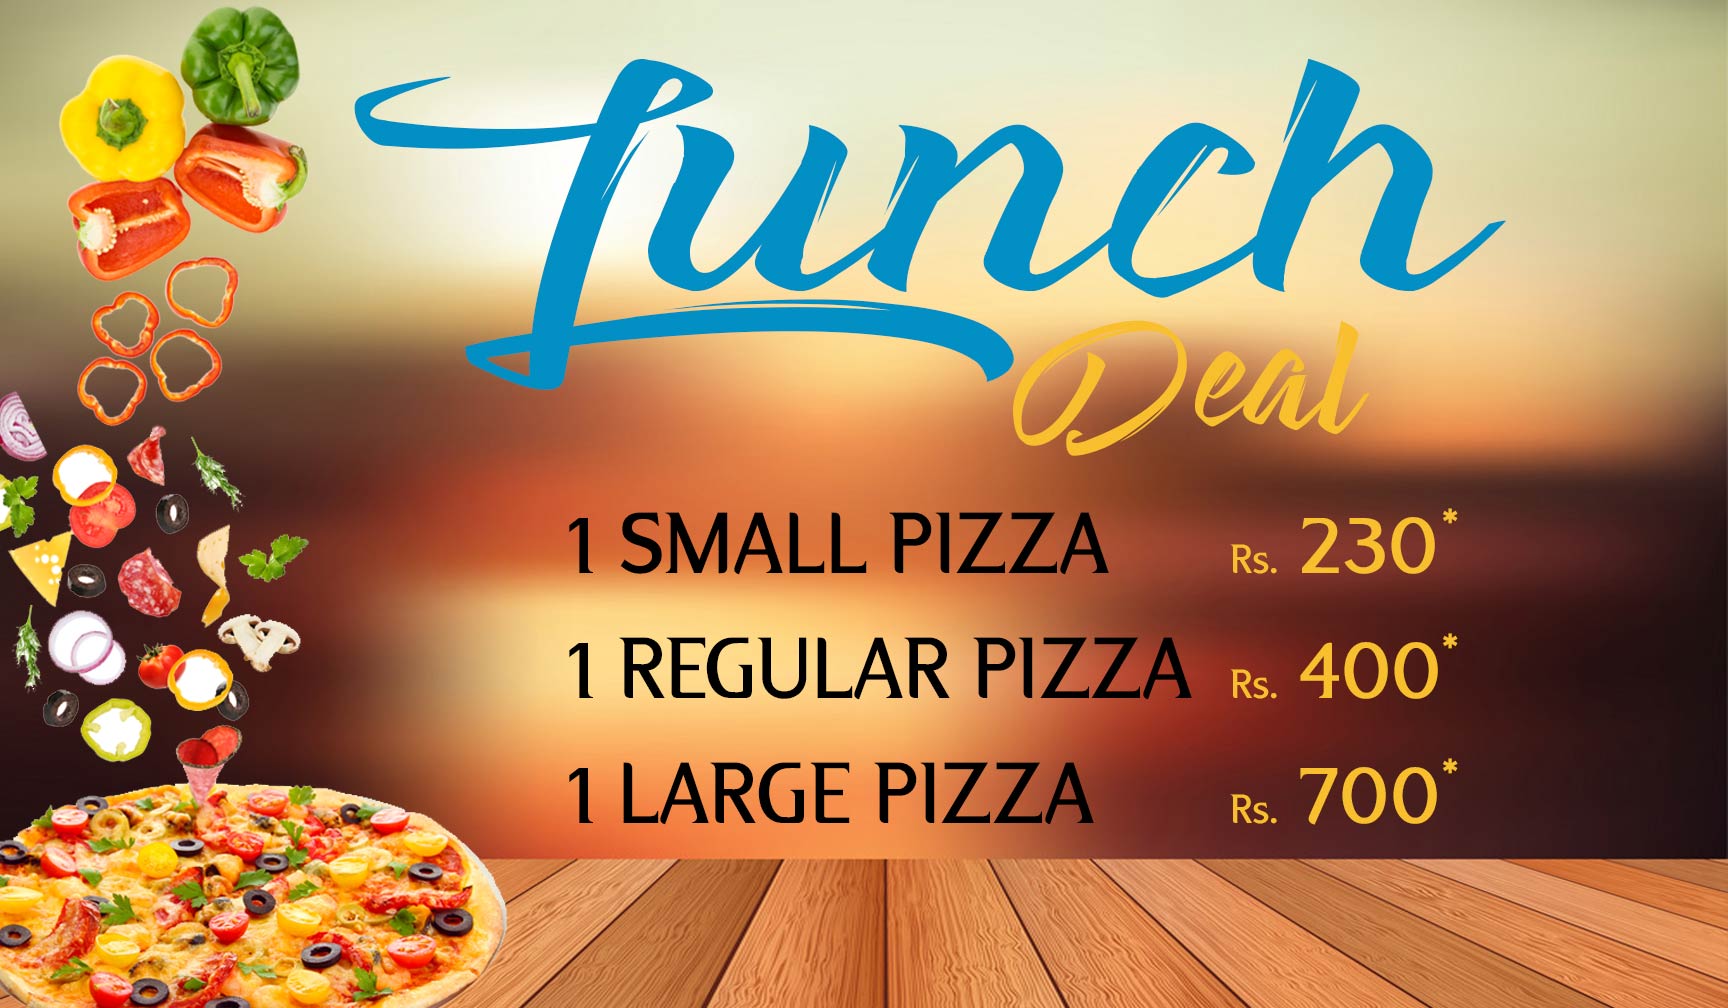 Lunch
Deal
1 SMALL PIZZA Rs. 230*
1 REGULAR PIZZA Rs. 400*
1 LARGE PIZZA Rs. 700*